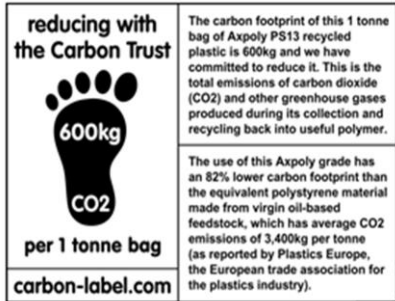 reducing with
the Carbon Trust
600kg
CO2
per 1 tonne bag
carbon-label.com
The carbon footprint of this 1 tonne
bag of Axpoly PS13 recycled
plastic is 600kg and we have
committed to reduce it. This is the
total emissions of carbon dioxide
(CO2) and other greenhouse gases
produced during its collection and
recycling back into useful polymer.
The use of this Axpoly grade has
an 82% lower carbon footprint than
the equivalent polystyrene material
made from virgin oil-based
feedstock, which has average CO2
emissions of 3,400kg per tonne
(as reported by Plastics Europe,
the European trade association for
the plastics industry).